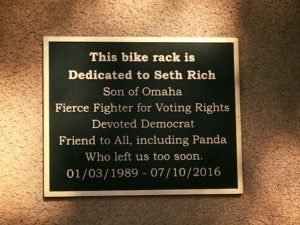 This bike rack is
Dedicated to Seth Rich
Son of Omaha
Fierce Fighter for Voting Rights
Devoted Democrat
Friend to All, including Panda
Who left us too soon.
01/03/1989 - 07/10/2016